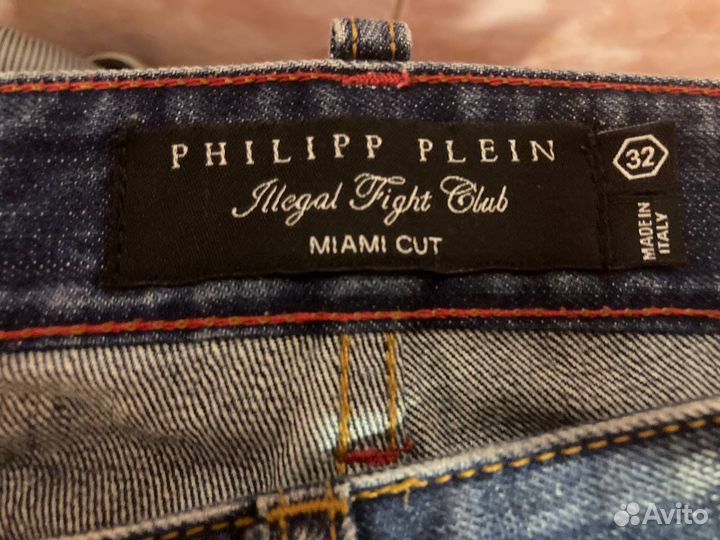 PHILIPP PLEIN
Illegal Fight Club
MIAMI CUT
32
MADE IN
ITALY
Avito